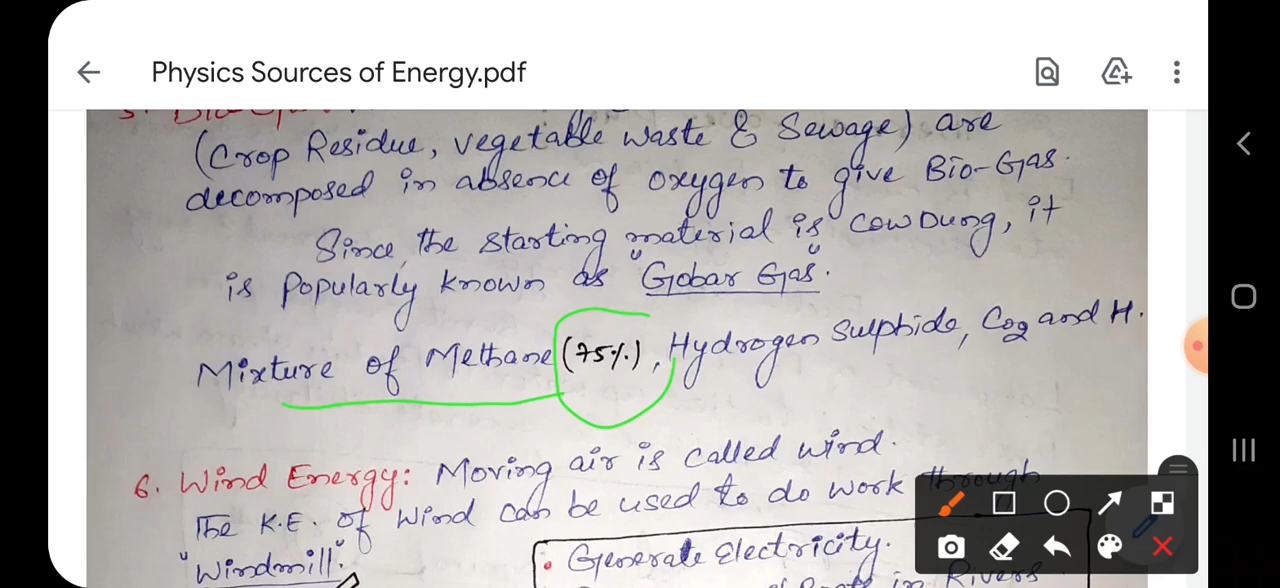 Physics Sources of Energy.pdf
(Crop Residue, vegetable waste & Sewage) are
decomposed in absence of oxygen to give Bio-Gas.
Since, the starting material is cow Dung, it
is Popularly known as "Gobar Gas".
Mixture of Methane (75%), Hydrogen Sulphide, CO2 and H.
6. Wind Energy: Moving air is called wind.
The K.E. of wind can be used to do work through
"Windmill".
• Generate Electricity.
in Rivers